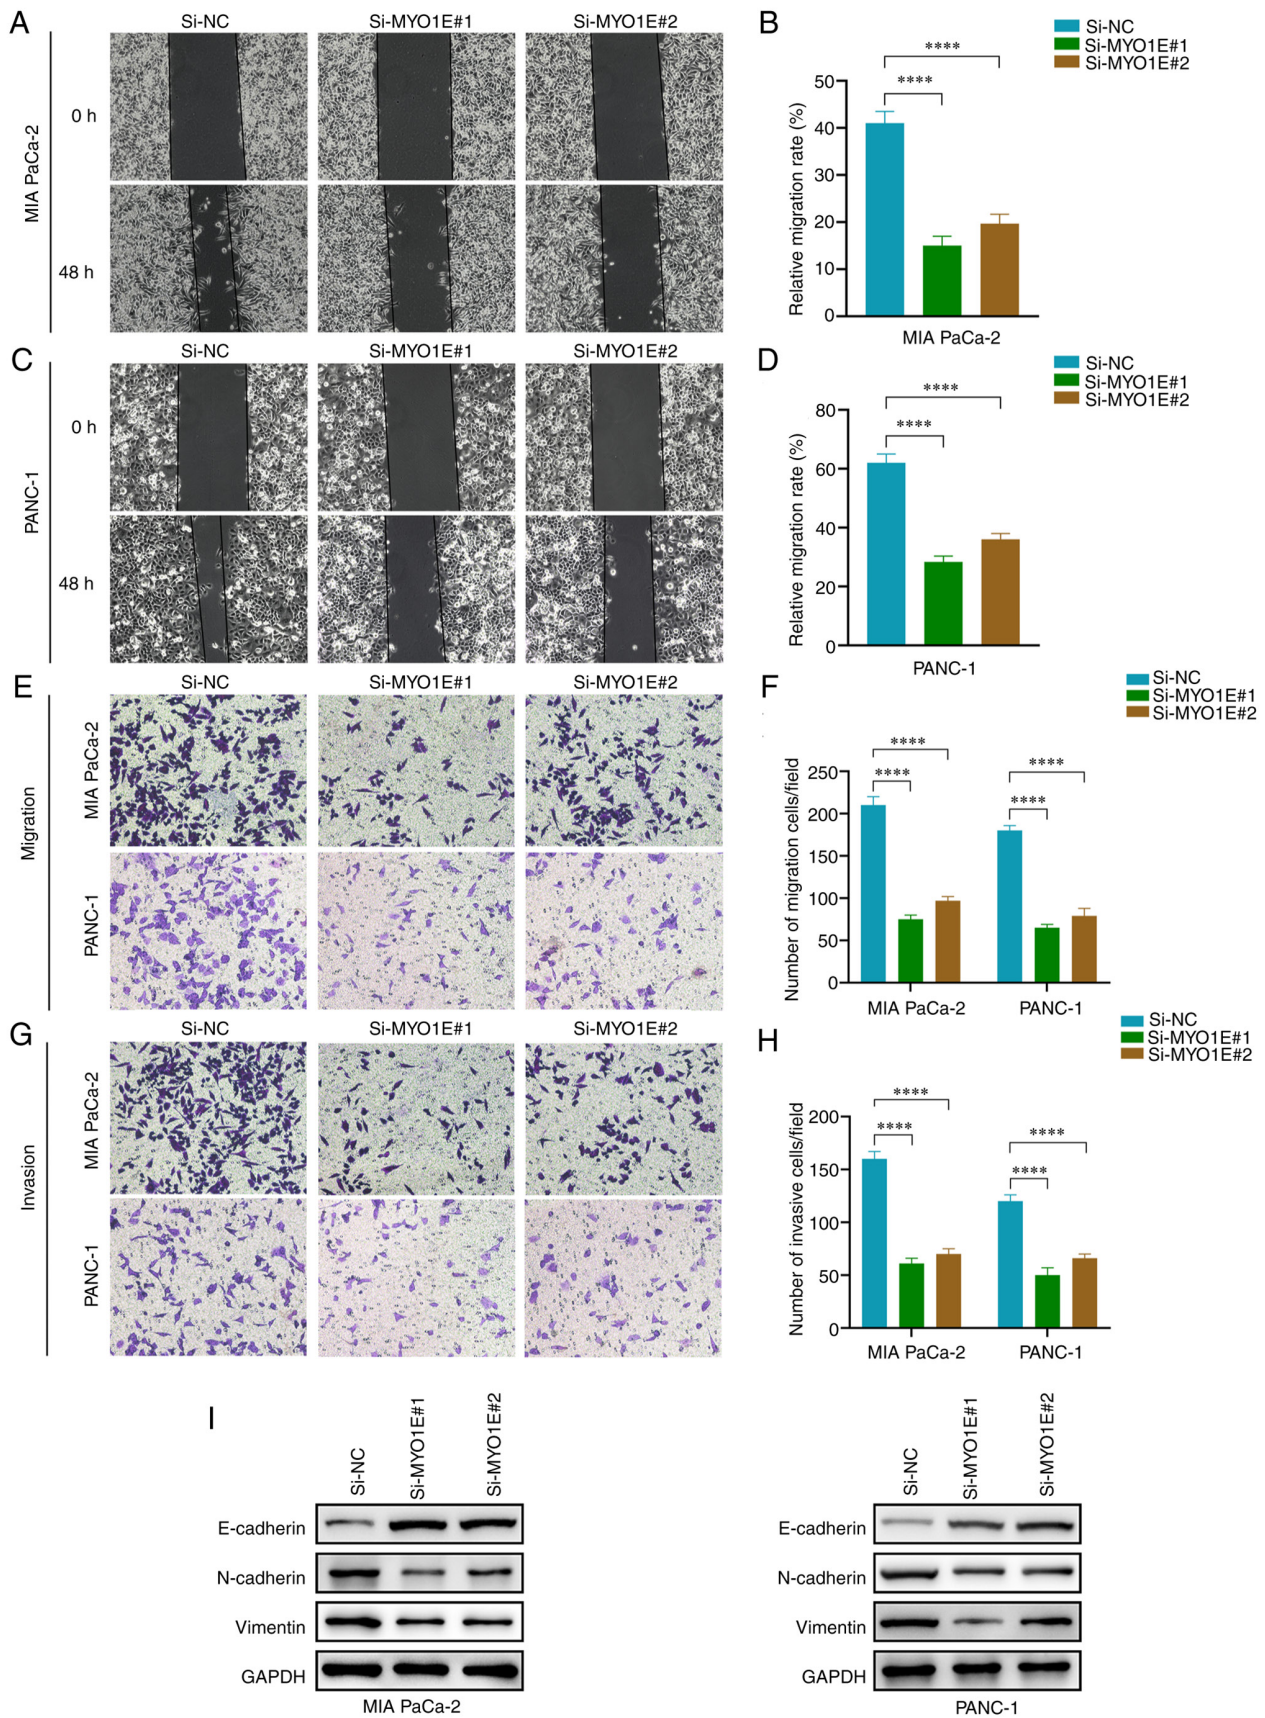 A
Si-NC
Si-MYO1E#1
Si-MYO1E#2
MIA PaCa-2
0 h
48 h
B
Si-NC
Si-MYO1E#1
Si-MYO1E#2
****
****
Relative migration rate (%)
50
40
30
20
10
0
MIA PaCa-2
C
Si-NC
Si-MYO1E#1
Si-MYO1E#2
PANC-1
0 h
48 h
D
Si-NC
Si-MYO1E#1
Si-MYO1E#2
****
****
Relative migration rate (%)
80
60
40
20
0
PANC-1
E
Si-NC
Si-MYO1E#1
Si-MYO1E#2
Migration
MIA PaCa-2
PANC-1
F
Si-NC
Si-MYO1E#1
Si-MYO1E#2
****
****
****
****
Number of migration cells/field
250
200
150
100
50
0
MIA PaCa-2
PANC-1
G
Si-NC
Si-MYO1E#1
Si-MYO1E#2
Invasion
MIA PaCa-2
PANC-1
H
Si-NC
Si-MYO1E#1
Si-MYO1E#2
****
****
****
****
Number of invasive cells/field
200
150
100
50
0
MIA PaCa-2
PANC-1
I
Si-NC
Si-MYO1E#1
Si-MYO1E#2
E-cadherin
N-cadherin
Vimentin
GAPDH
MIA PaCa-2
Si-NC
Si-MYO1E#1
Si-MYO1E#2
E-cadherin
N-cadherin
Vimentin
GAPDH
PANC-1